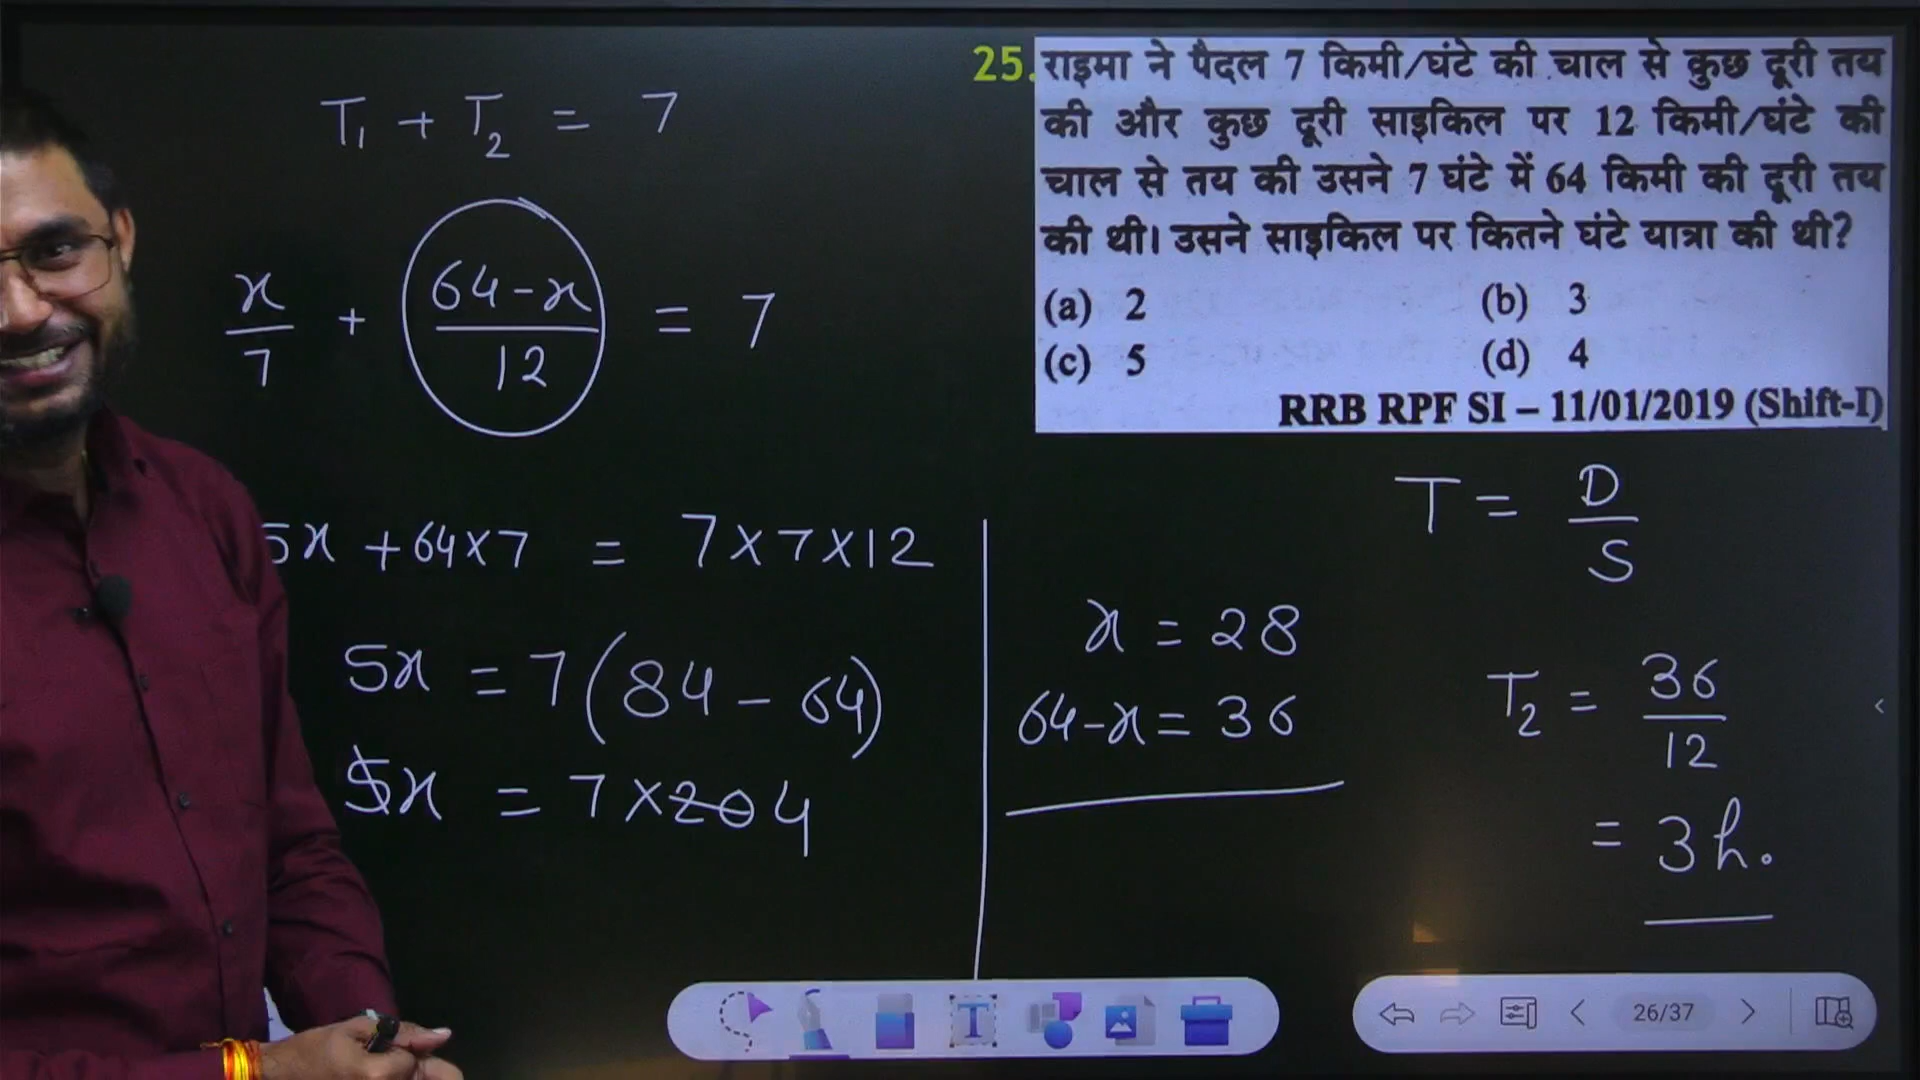 25. राइमा ने पैदल 7 किमी/घंटे की चाल से कुछ दूरी तय
की और कुछ दूरी साइकिल पर 12 किमी/घंटे की
चाल से तय की उसने 7 घंटे में 64 किमी की दूरी तय
की थी। उसने साइकिल पर कितने घंटे यात्रा की थी?
(a) 2 (b) 3
(c) 5 (d) 4
RRB RPF SI – 11/01/2019 (Shift-I)
T₁ + T₂ = 7
x/7 + (64-x)/12 = 7
5x + 64×7 = 7×7×12
5x = 7(84 - 64)
5x = 7×20 4
x = 28
64-x = 36
T = D/S
T₂ = 36/12
= 3h.
T
26/37